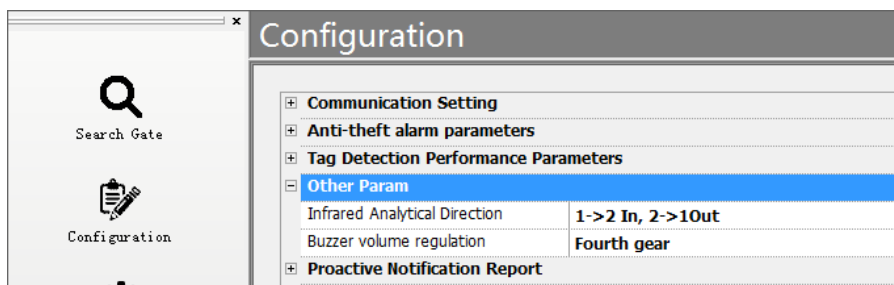 Configuration
Search Gate
Configuration
Communication Setting
Anti-theft alarm parameters
Tag Detection Performance Parameters
Other Param
Infrared Analytical Direction 1->2 In, 2->1Out
Buzzer volume regulation Fourth gear
Proactive Notification Report